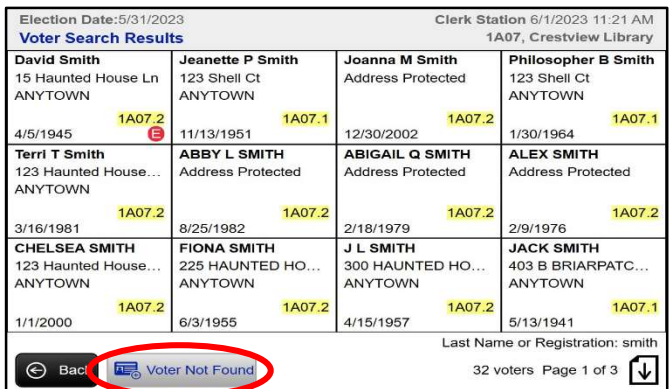 Election Date:5/31/2023 Clerk Station 6/1/2023 11:21 AM
Voter Search Results 1A07, Crestview Library
David Smith Jeanette P Smith Joanna M Smith Philosopher B Smith
15 Haunted House Ln 123 Shell Ct Address Protected 123 Shell Ct
ANYTOWN ANYTOWN ANYTOWN
1A07.2 1A07.1 1A07.2 1A07.1
4/5/1945 E 11/13/1951 12/30/2002 1/30/1964
Terri T Smith ABBY L SMITH ABIGAIL Q SMITH ALEX SMITH
123 Haunted House... Address Protected Address Protected Address Protected
ANYTOWN
1A07.2 1A07.2 1A07.2 1A07.2
3/16/1981 8/25/1982 2/18/1979 2/9/1976
CHELSEA SMITH FIONA SMITH J L SMITH JACK SMITH
123 Haunted House... 225 HAUNTED HO... 300 HAUNTED HO... 403 B BRIARPATC...
ANYTOWN ANYTOWN ANYTOWN ANYTOWN
1A07.2 1A07.2 1A07.2 1A07.1
1/1/2000 6/3/1955 4/15/1957 5/13/1941
Last Name or Registration: smith
Back Voter Not Found 32 voters Page 1 of 3